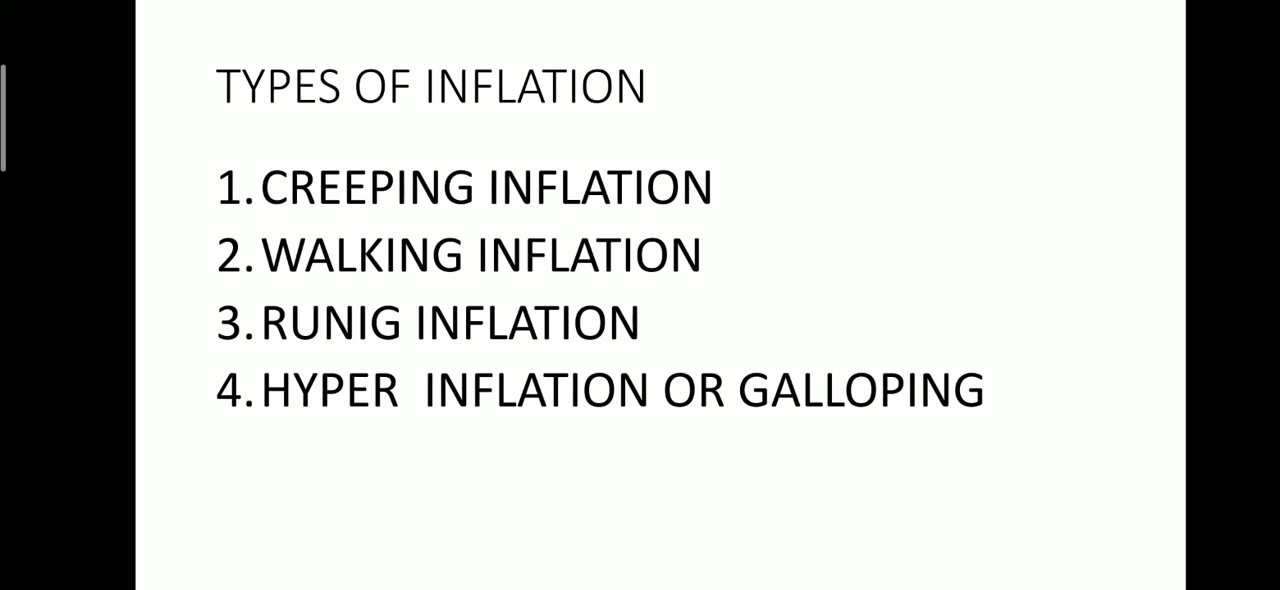 TYPES OF INFLATION
1. CREEPING INFLATION
2. WALKING INFLATION
3. RUNIG INFLATION
4. HYPER  INFLATION OR GALLOPING